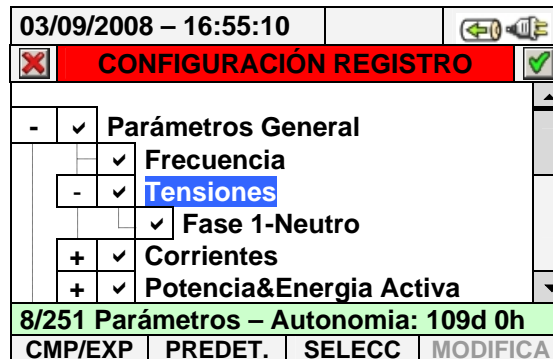 03/09/2008 – 16:55:10
CONFIGURACIÓN REGISTRO
- Parámetros General
Frecuencia
- Tensiones
Fase 1-Neutro
+ Corrientes
+ Potencia&Energia Activa
8/251 Parámetros – Autonomia: 109d 0h
CMP/EXP PREDET. SELECC MODIFICA